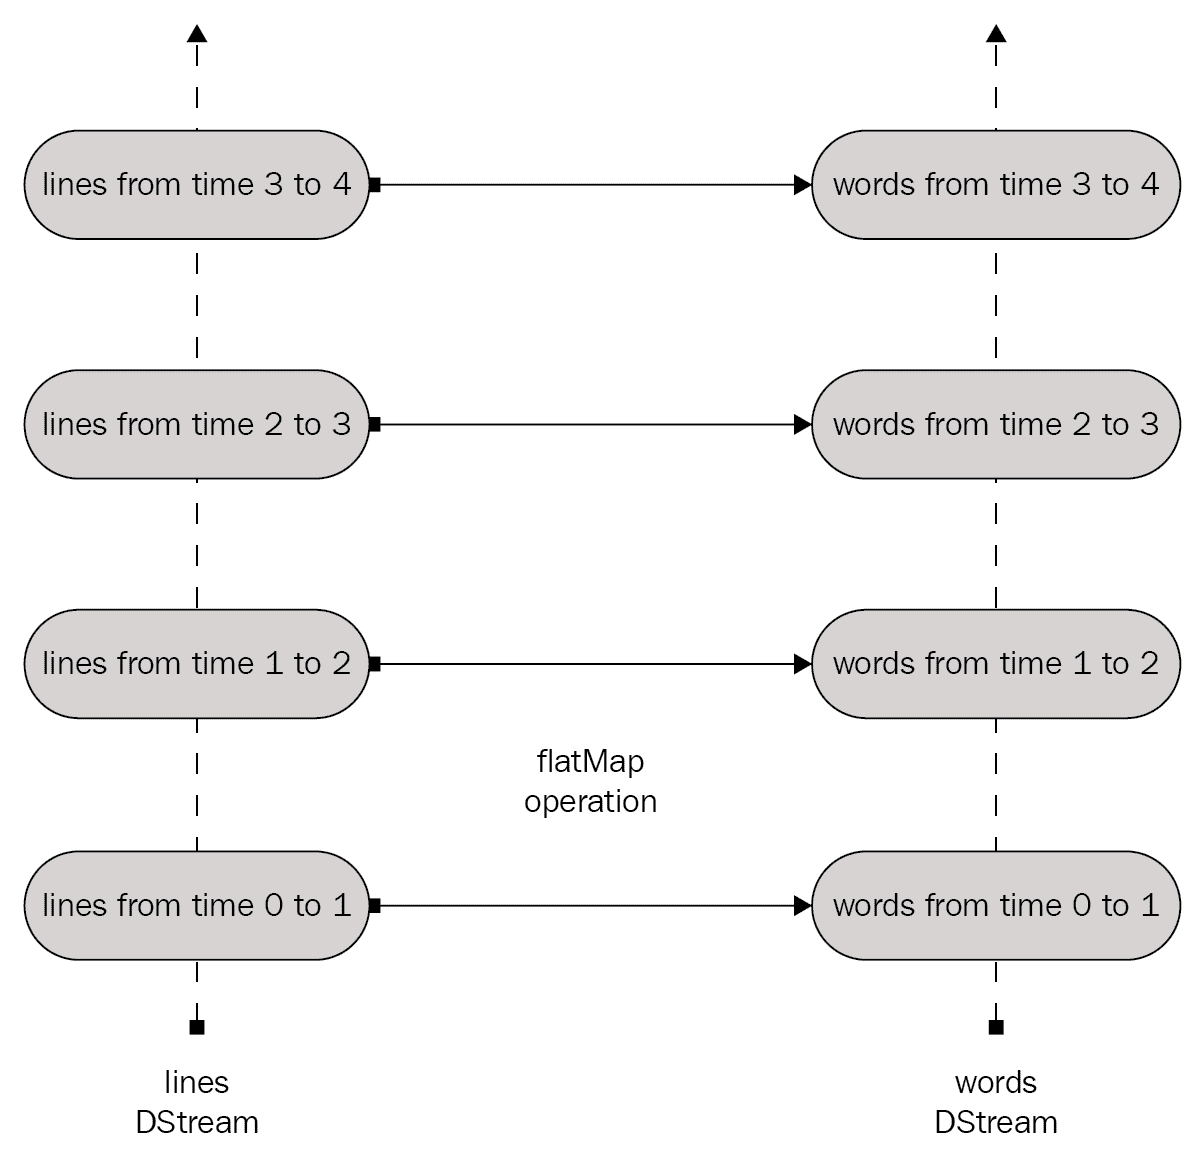 lines from time 3 to 4
words from time 3 to 4
lines from time 2 to 3
words from time 2 to 3
lines from time 1 to 2
words from time 1 to 2
flatMap
operation
lines from time 0 to 1
words from time 0 to 1
lines
DStream
words
DStream